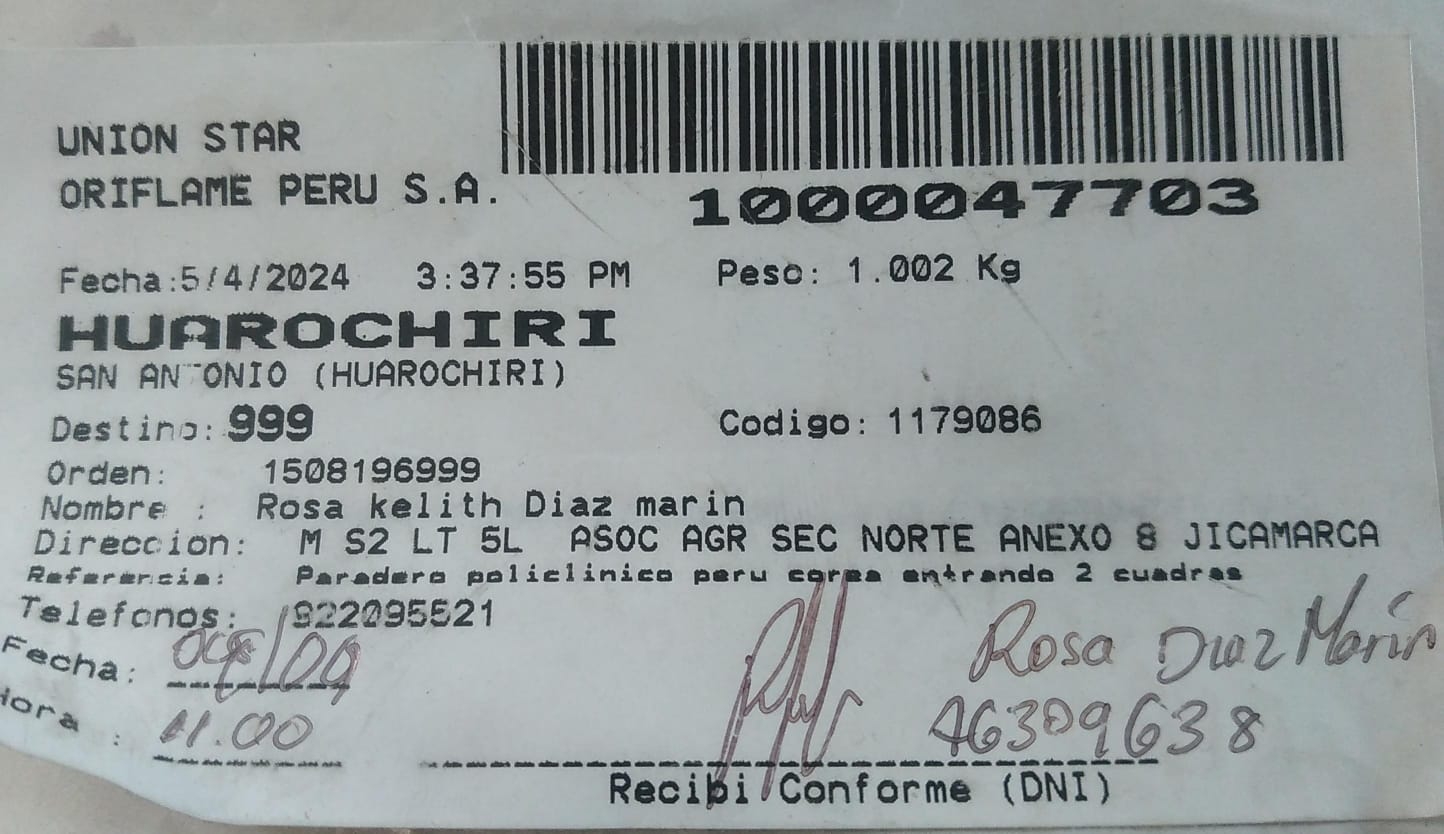 UNION STAR
ORIFLAME PERU S.A.
1000047703
Fecha:5/4/2024 3:37:55 PM Peso: 1.002 Kg
HUAROCHIRI
SAN ANTONIO (HUAROCHIRI)
Destino: 999 Codigo: 1179086
Orden: 1508196999
Nombre : Rosa kelith Diaz marin
Direccion: M S2 LT 5L ASOC AGR SEC NORTE ANEXO 8 JICAMARCA
Referencia: Paradero policlinico peru corea entrando 2 cuadras
Telefonos: 922095521
Fecha: Rosa Diaz Marin
Hora : 11.00 46309638
Recibi Conforme (DNI)